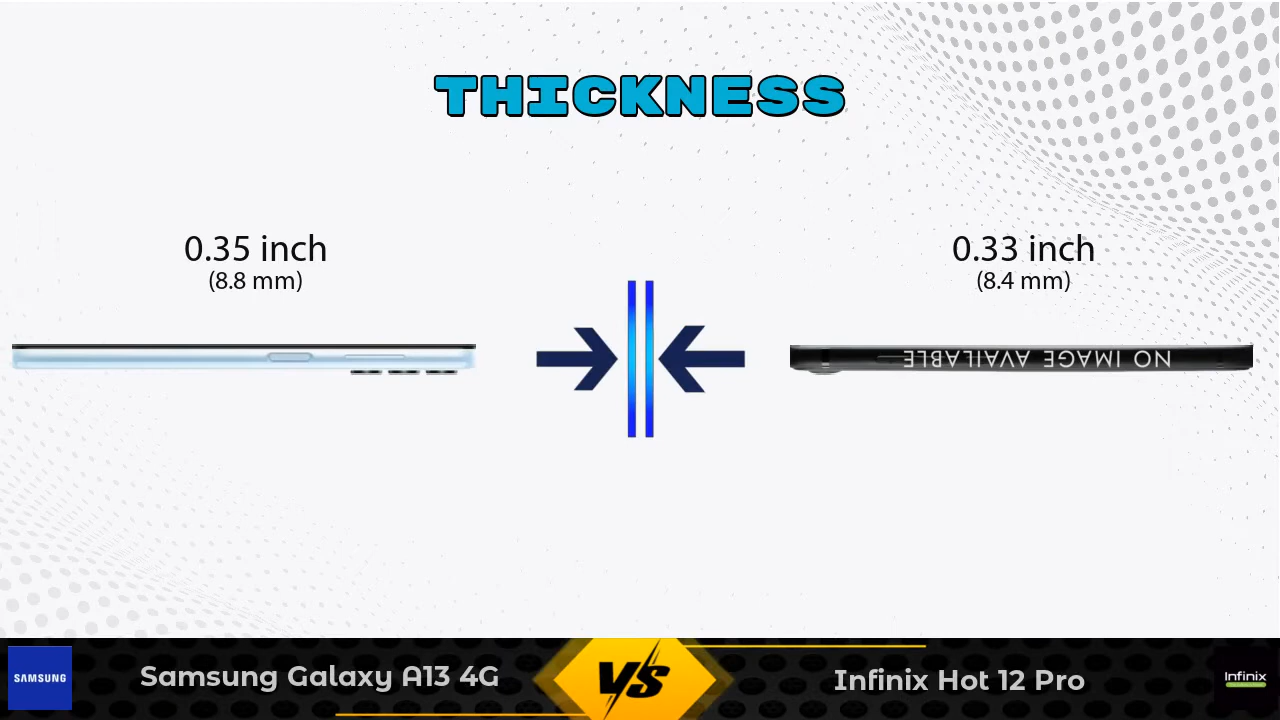 THICKNESS
0.35 inch
(8.8 mm)
0.33 inch
(8.4 mm)
NO IMAGE AVAILABLE
SAMSUNG
Samsung Galaxy A13 4G
VS
Infinix Hot 12 Pro
Infinix